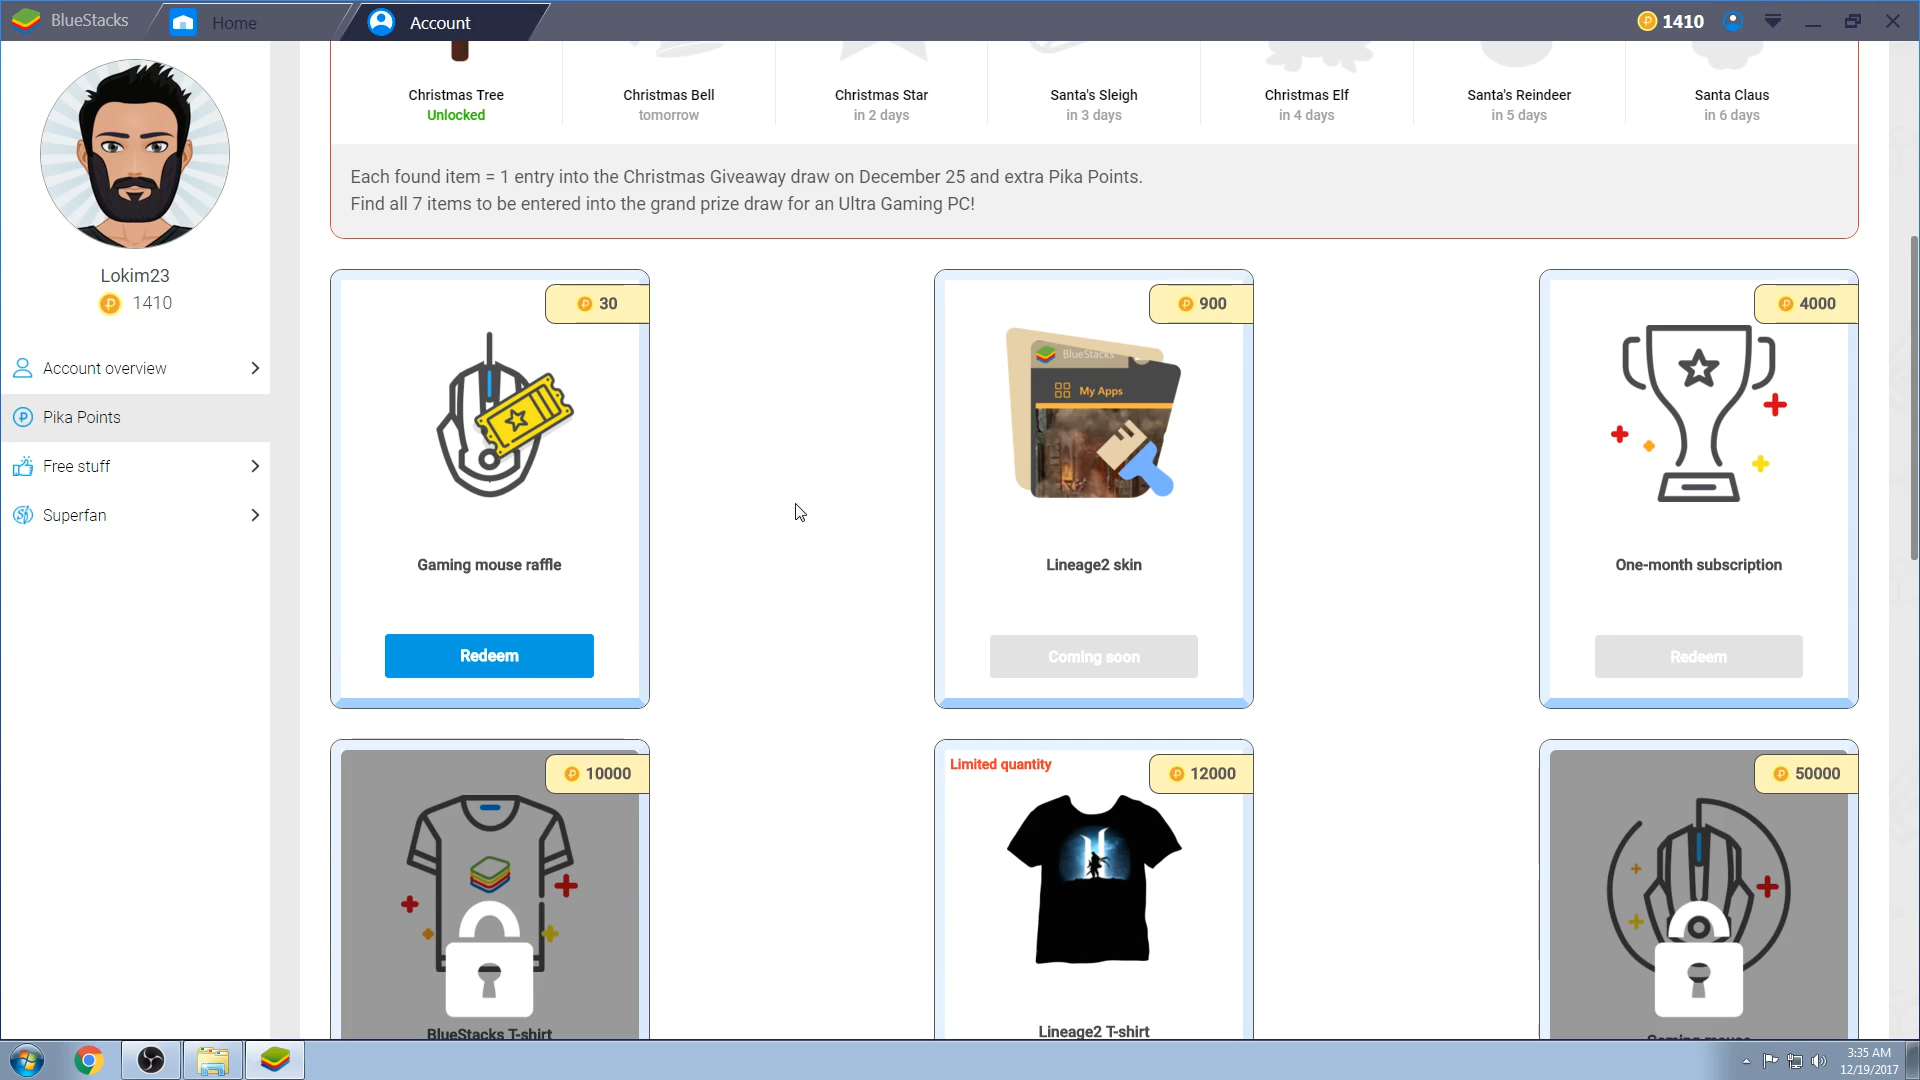 BlueStacks
Home
Account
1410
Lokim23
1410
Account overview
Pika Points
Free stuff
Superfan
Christmas Tree
Unlocked
Christmas Bell
tomorrow
Christmas Star
in 2 days
Santa's Sleigh
in 3 days
Christmas Elf
in 4 days
Santa's Reindeer
in 5 days
Santa Claus
in 6 days
Each found item = 1 entry into the Christmas Giveaway draw on December 25 and extra Pika Points.
Find all 7 items to be entered into the grand prize draw for an Ultra Gaming PC!
30
Gaming mouse raffle
Redeem
900
BlueStacks
My Apps
Lineage2 skin
Coming soon
4000
One-month subscription
Redeem
10000
BlueStacks T-shirt
Limited quantity
12000
Lineage2 T-shirt
50000
Gaming mouse
3:35 AM
12/19/2017